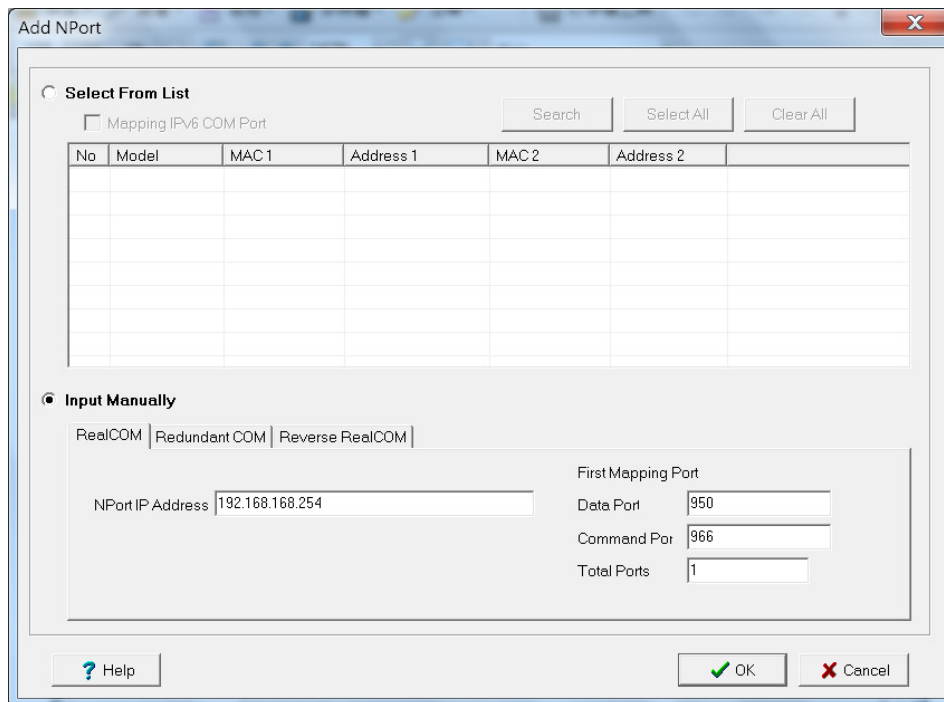 Add NPort
Select From List
Mapping IPv6 COM Port
Search
Select All
Clear All
No Model MAC 1 Address 1 MAC 2 Address 2
Input Manually
RealCOM Redundant COM Reverse RealCOM
First Mapping Port
NPort IP Address 192.168.168.254
Data Port 950
Command Por 966
Total Ports 1
? Help
OK
Cancel